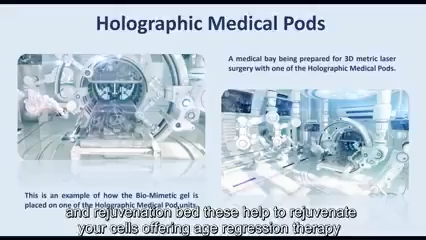 Holographic Medical Pods
A medical bay being prepared for 3D metric laser
surgery with one of the Holographic Medical Pods.
This is an example of how the Bio-Mimetic gel is
placed on one of the Holographic Medical Pod units.
and rejuvenation bed these help to rejuvenate
your cells offering age regression therapy